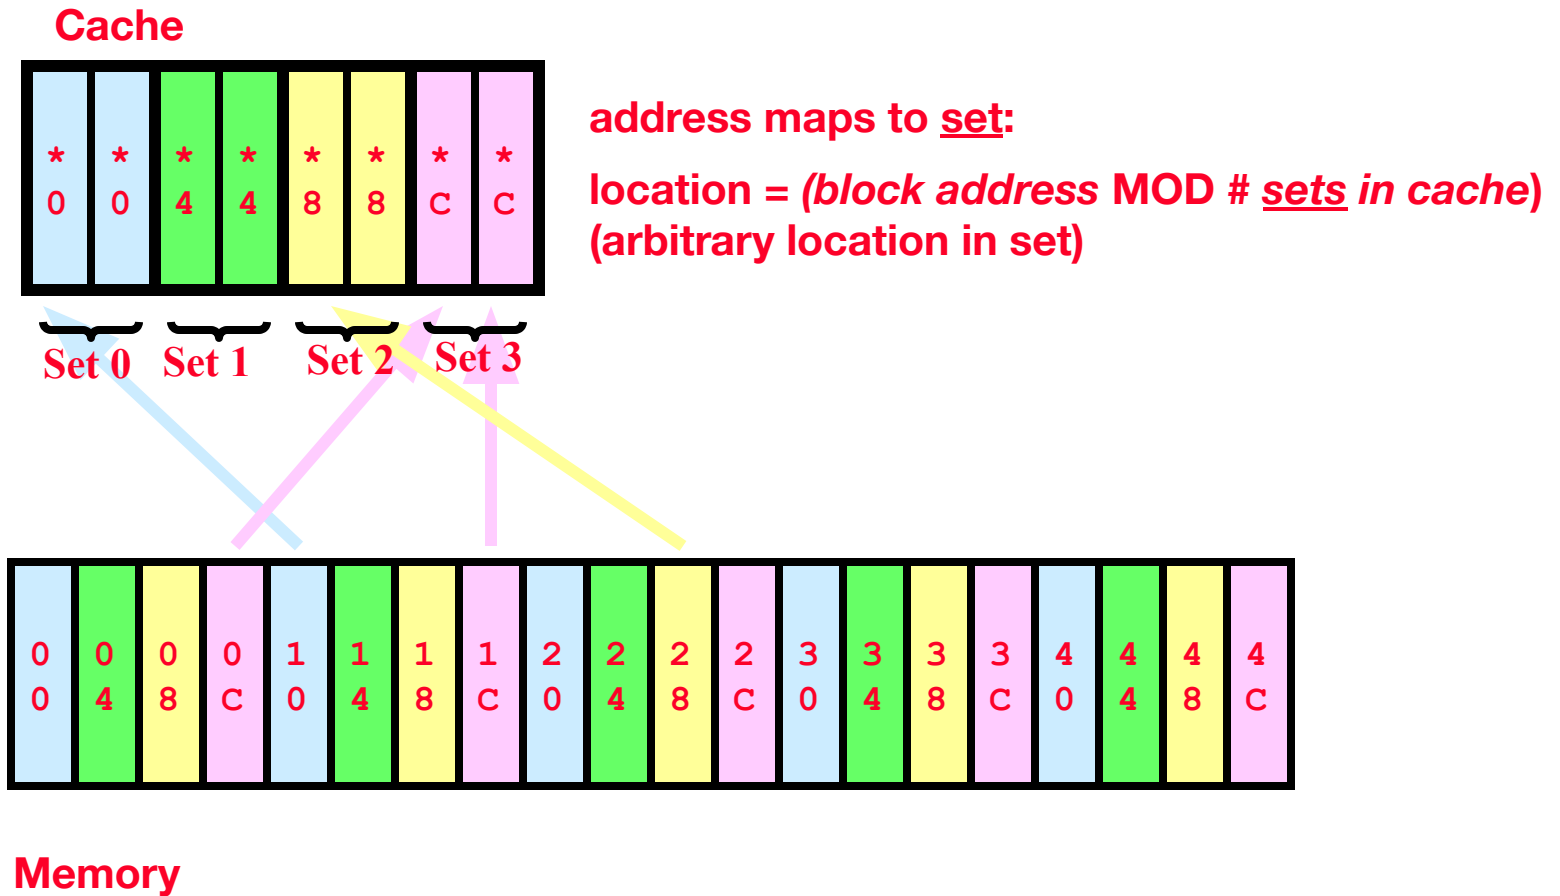 Cache
* * * * * * * *
0 0 4 4 8 8 C C
address maps to set:
location = (block address MOD # sets in cache)
(arbitrary location in set)
Set 0 Set 1 Set 2 Set 3
0 0 0 0 1 1 1 1 2 2 2 2 3 3 3 3 4 4 4 4
0 4 8 C 0 4 8 C 0 4 8 C 0 4 8 C 0 4 8 C
Memory